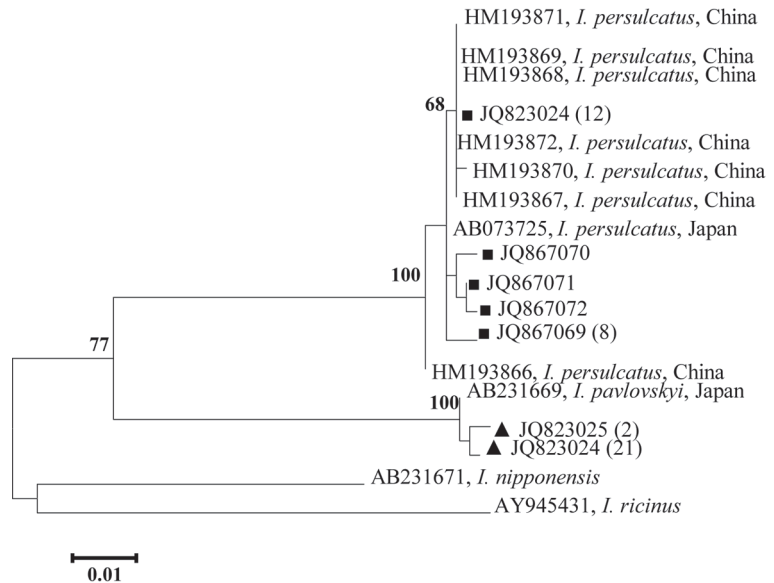 HM193871, I. persulcatus, China
HM193869, I. persulcatus, China
HM193868, I. persulcatus, China
68
JQ823024 (12)
HM193872, I. persulcatus, China
HM193870, I. persulcatus, China
HM193867, I. persulcatus, China
AB073725, I. persulcatus, Japan
JQ867070
100
JQ867071
JQ867072
JQ867069 (8)
77
HM193866, I. persulcatus, China
AB231669, I. pavlovskyi, Japan
100
JQ823025 (2)
JQ823024 (21)
AB231671, I. nipponensis
AY945431, I. ricinus
0.01